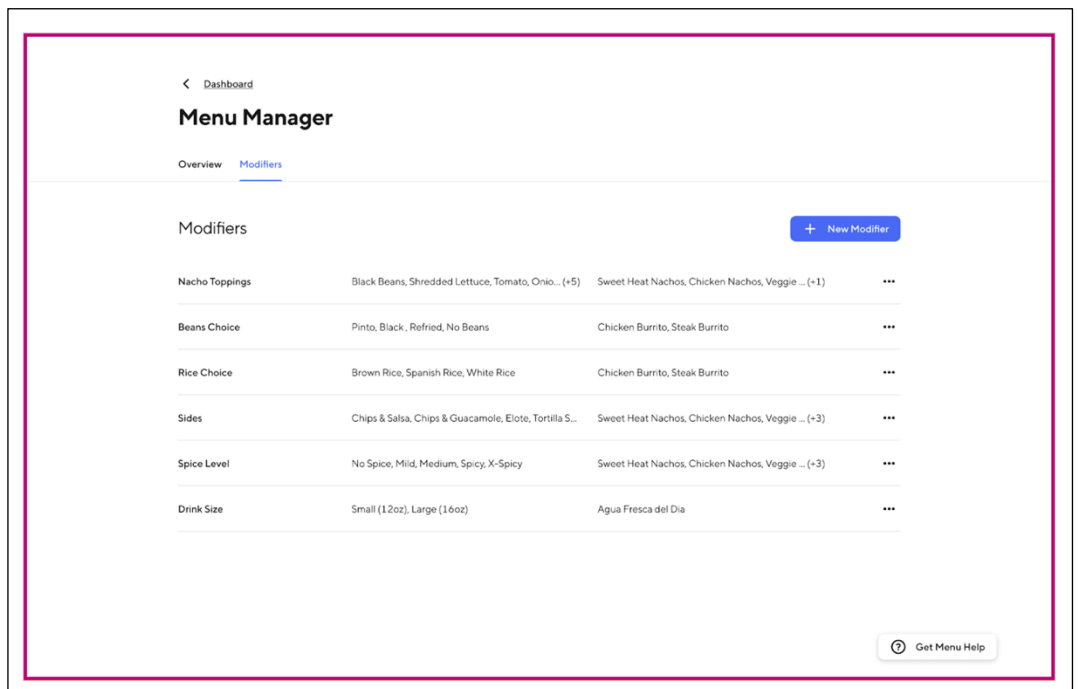 Dashboard
Menu Manager
Overview Modifiers
Modifiers + New Modifier
Nacho Toppings Black Beans, Shredded Lettuce, Tomato, Onio... (+5) Sweet Heat Nachos, Chicken Nachos, Veggie ... (+1) •••
Beans Choice Pinto, Black , Refried, No Beans Chicken Burrito, Steak Burrito •••
Rice Choice Brown Rice, Spanish Rice, White Rice Chicken Burrito, Steak Burrito •••
Sides Chips & Salsa, Chips & Guacamole, Elote, Tortilla S... Sweet Heat Nachos, Chicken Nachos, Veggie ... (+3) •••
Spice Level No Spice, Mild, Medium, Spicy, X-Spicy Sweet Heat Nachos, Chicken Nachos, Veggie ... (+3) •••
Drink Size Small (12oz), Large (16oz) Agua Fresca del Dia •••
? Get Menu Help